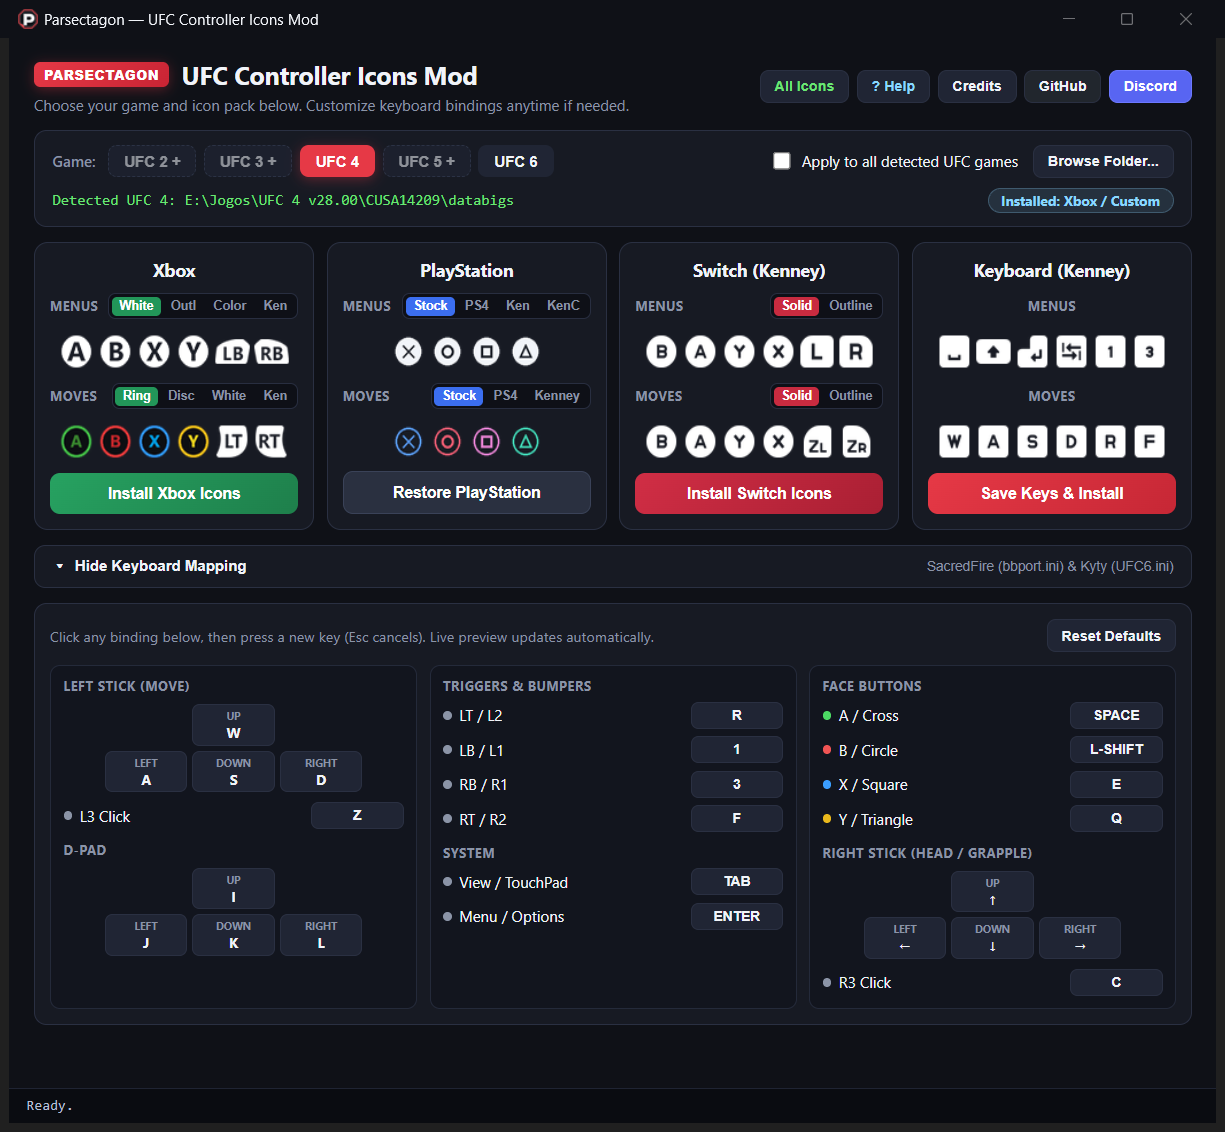 Parsectagon — UFC Controller Icons Mod
PARSECTAGON UFC Controller Icons Mod
Choose your game and icon pack below. Customize keyboard bindings anytime if needed.
All Icons ? Help Credits GitHub Discord
Game: UFC 2 + UFC 3 + UFC 4 UFC 5 + UFC 6
Apply to all detected UFC games Browse Folder...
Detected UFC 4: E:\Jogos\UFC 4 v28.00\CUSA14209\databigs
Installed: Xbox / Custom
Xbox
MENUS White Outl Color Ken
A B X Y LB RB
MOVES Ring Disc White Ken
A B X Y LT RT
Install Xbox Icons
PlayStation
MENUS Stock PS4 Ken KenC
MOVES Stock PS4 Kenney
Restore PlayStation
Switch (Kenney)
MENUS Solid Outline
B A Y X L R
MOVES Solid Outline
B A Y X ZL ZR
Install Switch Icons
Keyboard (Kenney)
MENUS
1 3
MOVES
W A S D R F
Save Keys & Install
Hide Keyboard Mapping
SacredFire (bbport.ini) & Kyty (UFC6.ini)
Click any binding below, then press a new key (Esc cancels). Live preview updates automatically.
Reset Defaults
LEFT STICK (MOVE)
UP
W
LEFT DOWN RIGHT
A S D
L3 Click Z
D-PAD
UP
I
LEFT DOWN RIGHT
J K L
TRIGGERS & BUMPERS
LT / L2 R
LB / L1 1
RB / R1 3
RT / R2 F
SYSTEM
View / TouchPad TAB
Menu / Options ENTER
FACE BUTTONS
A / Cross SPACE
B / Circle L-SHIFT
X / Square E
Y / Triangle Q
RIGHT STICK (HEAD / GRAPPLE)
UP
↑
LEFT DOWN RIGHT
← ↓ →
R3 Click C
Ready.